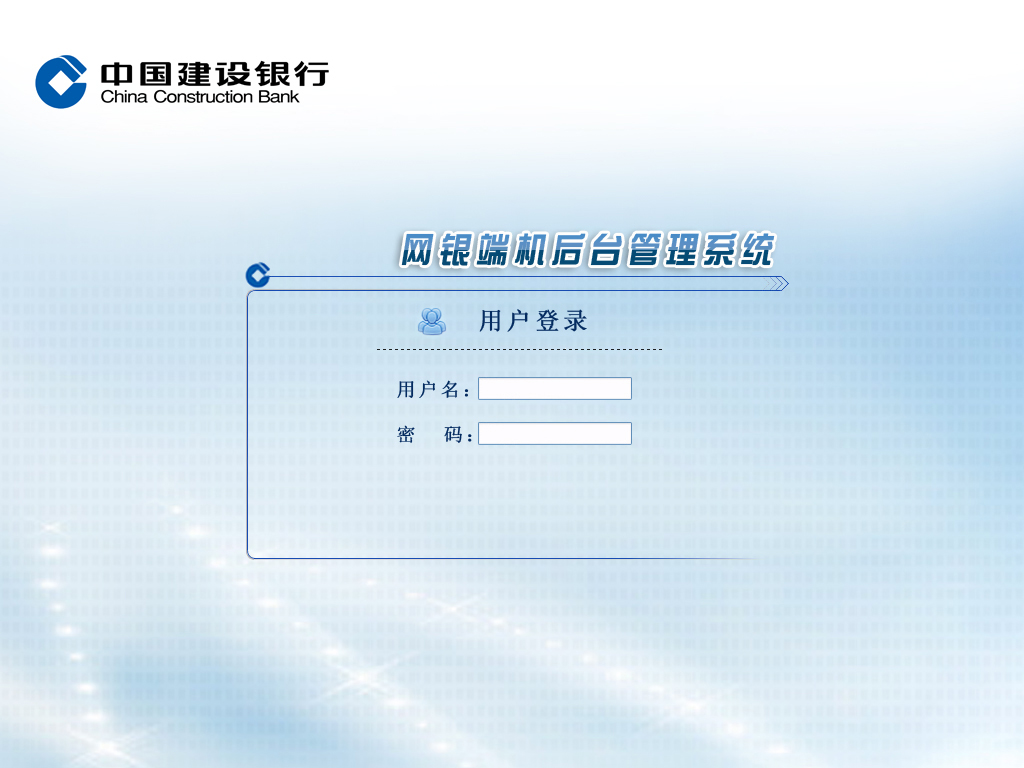 中国建设银行
China Construction Bank
网银端机后台管理系统
用户登录
用户名：
密 码：